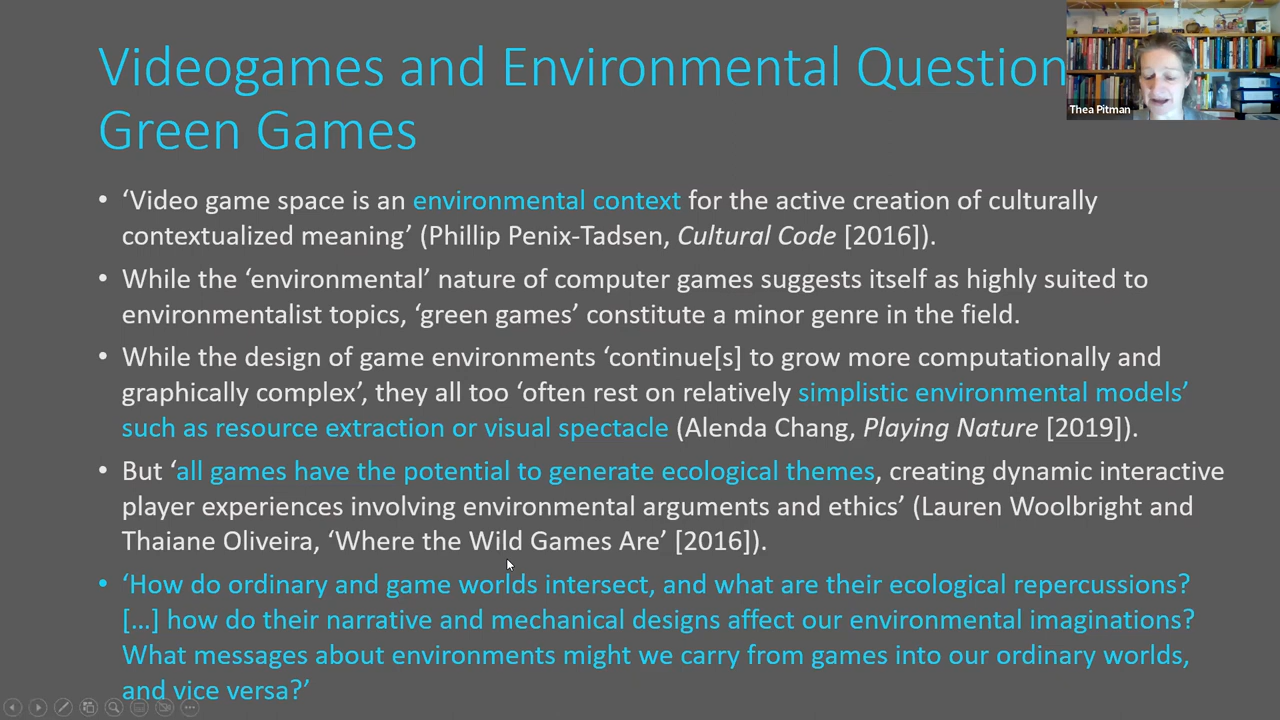 Videogames and Environmental Question
Green Games
Thea Pitman
• ‘Video game space is an environmental context for the active creation of culturally
contextualized meaning’ (Phillip Penix-Tadsen, Cultural Code [2016]).
• While the ‘environmental’ nature of computer games suggests itself as highly suited to
environmentalist topics, ‘green games’ constitute a minor genre in the field.
• While the design of game environments ‘continue[s] to grow more computationally and
graphically complex’, they all too ‘often rest on relatively simplistic environmental models’
such as resource extraction or visual spectacle (Alenda Chang, Playing Nature [2019]).
• But ‘all games have the potential to generate ecological themes, creating dynamic interactive
player experiences involving environmental arguments and ethics’ (Lauren Woolbright and
Thaiane Oliveira, ‘Where the Wild Games Are’ [2016]).
• ‘How do ordinary and game worlds intersect, and what are their ecological repercussions?
[…] how do their narrative and mechanical designs affect our environmental imaginations?
What messages about environments might we carry from games into our ordinary worlds,
and vice versa?’